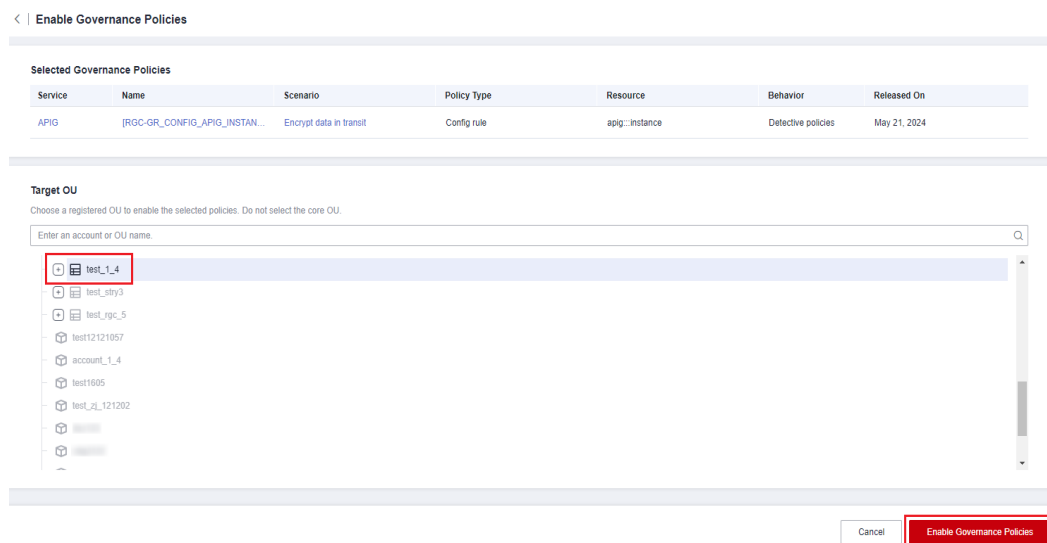 Enable Governance Policies
Selected Governance Policies
Service Name Scenario Policy Type Resource Behavior Released On
APIG [RGC-GR_CONFIG_APIG_INSTAN... Encrypt data in transit Config rule apig:::instance Detective policies May 21, 2024
Target OU
Choose a registered OU to enable the selected policies. Do not select the core OU.
Enter an account or OU name.
test_1_4
test_stry3
test_rgc_5
test12121057
account_1_4
test1605
test_zj_121202
Cancel Enable Governance Policies